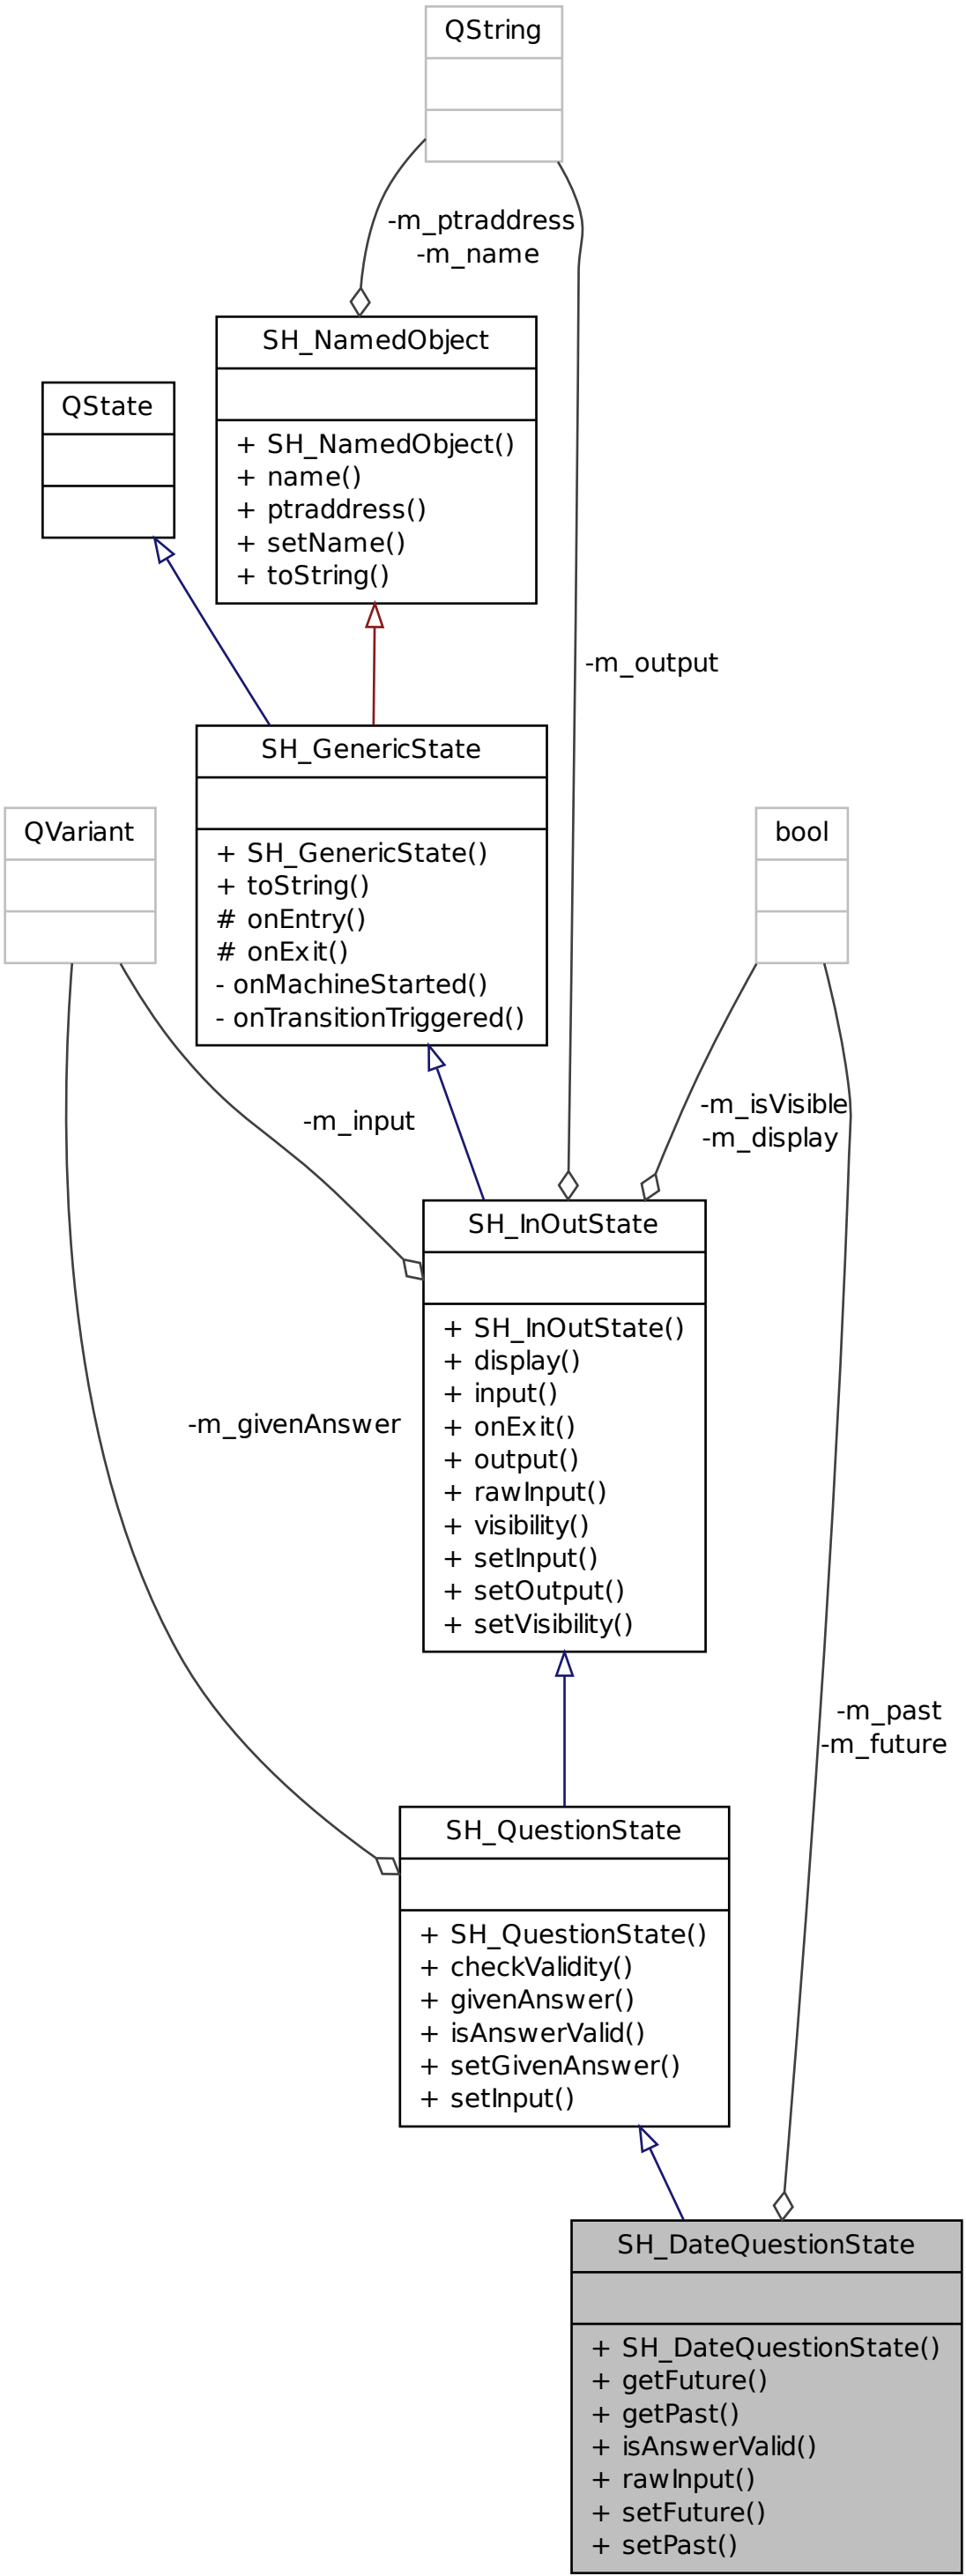 QString
-m_ptraddress
-m_name
SH_NamedObject
+ SH_NamedObject()
+ name()
+ ptraddress()
+ setName()
+ toString()
QState
-m_output
SH_GenericState
+ SH_GenericState()
+ toString()
# onEntry()
# onExit()
- onMachineStarted()
- onTransitionTriggered()
QVariant
bool
-m_input
-m_isVisible
-m_display
SH_InOutState
+ SH_InOutState()
+ display()
+ input()
+ onExit()
+ output()
+ rawInput()
+ visibility()
+ setInput()
+ setOutput()
+ setVisibility()
-m_givenAnswer
-m_past
-m_future
SH_QuestionState
+ SH_QuestionState()
+ checkValidity()
+ givenAnswer()
+ isAnswerValid()
+ setGivenAnswer()
+ setInput()
SH_DateQuestionState
+ SH_DateQuestionState()
+ getFuture()
+ getPast()
+ isAnswerValid()
+ rawInput()
+ setFuture()
+ setPast()